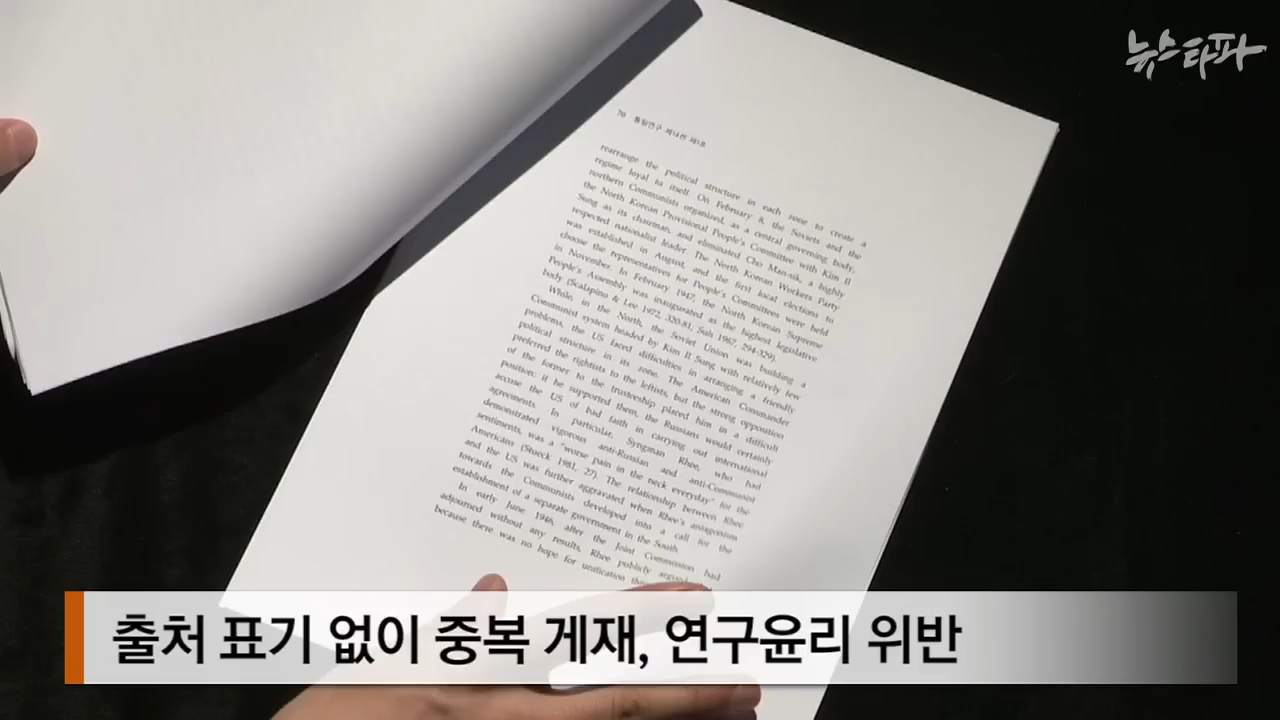 뉴스타파
70 통일연구 제14권 제1호
rearrange the political structure in each zone to create a
regime loyal to itself. On February 8, the Soviets and the
northern Communists organized, as a central governing body,
the North Korean Provisional People's Committee with Kim Il
Sung as its chairman, and eliminated Cho Man-sik, a highly
respected nationalist leader. The North Korean Workers Party
was established in August, and the first local elections to
choose the representatives for People's Committees were held
in November. In February 1947, the North Korean Supreme
People's Assembly was inaugurated as the highest legislative
body (Scalapino & Lee 1972, 320-81; Suh 1967, 294-329).
While, in the North, the Soviet Union was building a
Communist system headed by Kim Il Sung with relatively few
problems, the US faced difficulties in arranging a friendly
political structure in its zone. The American Commander
preferred the rightists to the leftists, but the strong opposition
of the former to the trusteeship placed him in a difficult
position: if he supported them, the Russians would certainly
accuse the US of bad faith in carrying out international
agreements. In particular, Syngman Rhee, who had
demonstrated vigorous anti-Russian and anti-Communist
sentiments, was a "worse pain in the neck everyday" for the
Americans (Stueck 1981, 27). The relationship between Rhee
and the US was further aggravated when Rhee's antagonism
towards the Communists developed into a call for the
establishment of a separate government in the South.
In early June 1946, after the Joint Commission had
adjourned without any results, Rhee publicly argued
because there was no hope for unification
출처 표기 없이 중복 게재, 연구윤리 위반